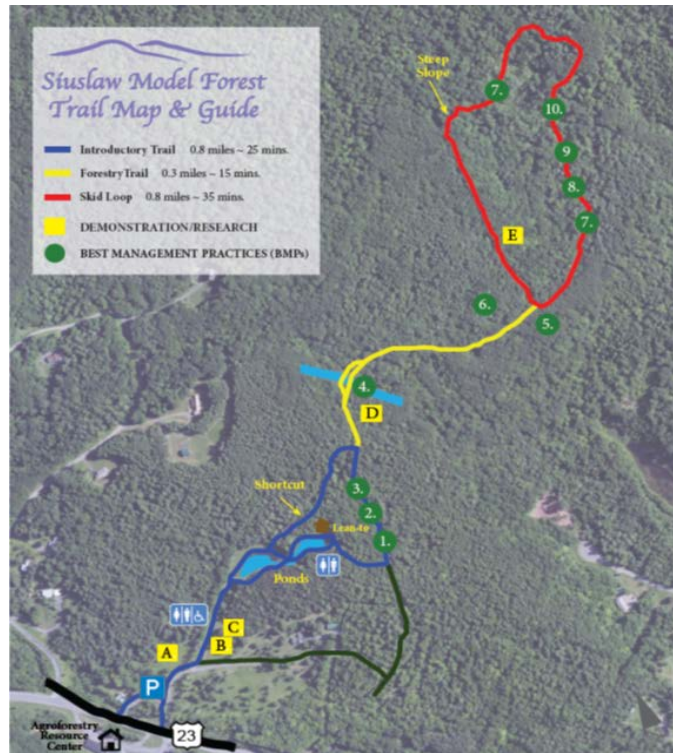 Siuslaw Model Forest
Trail Map & Guide
Introductory Trail 0.8 miles ~ 25 mins.
Forestry Trail 0.3 miles ~ 15 mins.
Skid Loop 0.8 miles ~ 35 mins.
DEMONSTRATION/RESEARCH
BEST MANAGEMENT PRACTICES (BMPs)
Steep
Slope
7.
10.
9
8.
7.
E
6.
5.
4.
D
Shortcut
3.
2.
Lean-to
1.
Ponds
C
B
A
P
23
Agroforestry
Resource
Center